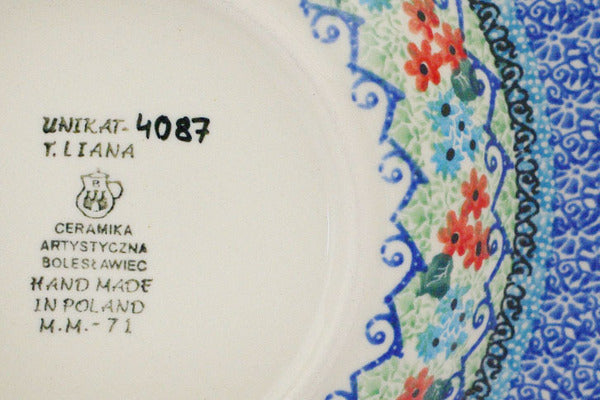 UNIKAT-4087
T. LIANA
CERAMIKA
ARTYSTYCZNA
BOLESŁAWIEC
HAND MADE
IN POLAND
M.M.-71